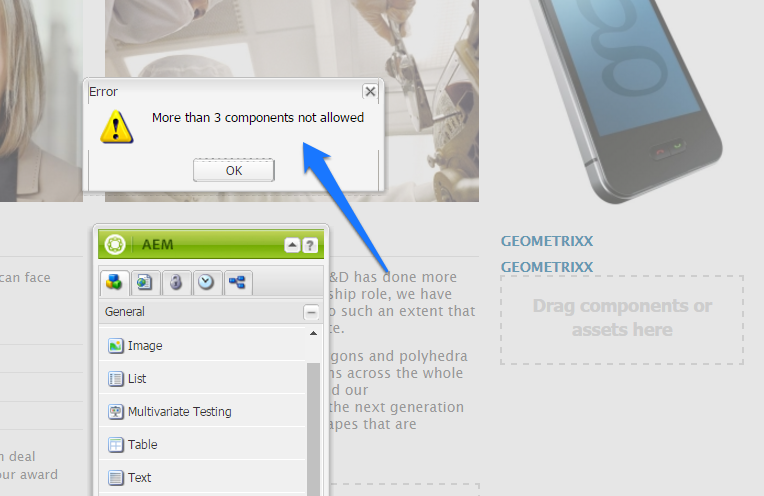 Error
More than 3 components not allowed
OK
g
AEM
?
General
Image
List
Multivariate Testing
Table
Text
can face
n deal
our award
&D has done more
ship role, we have
o such an extent that
te.
gons and polyhedra
ns across the whole
d our
the next generation
apes that are
GEOMETRIXX
GEOMETRIXX
Drag components or
assets here